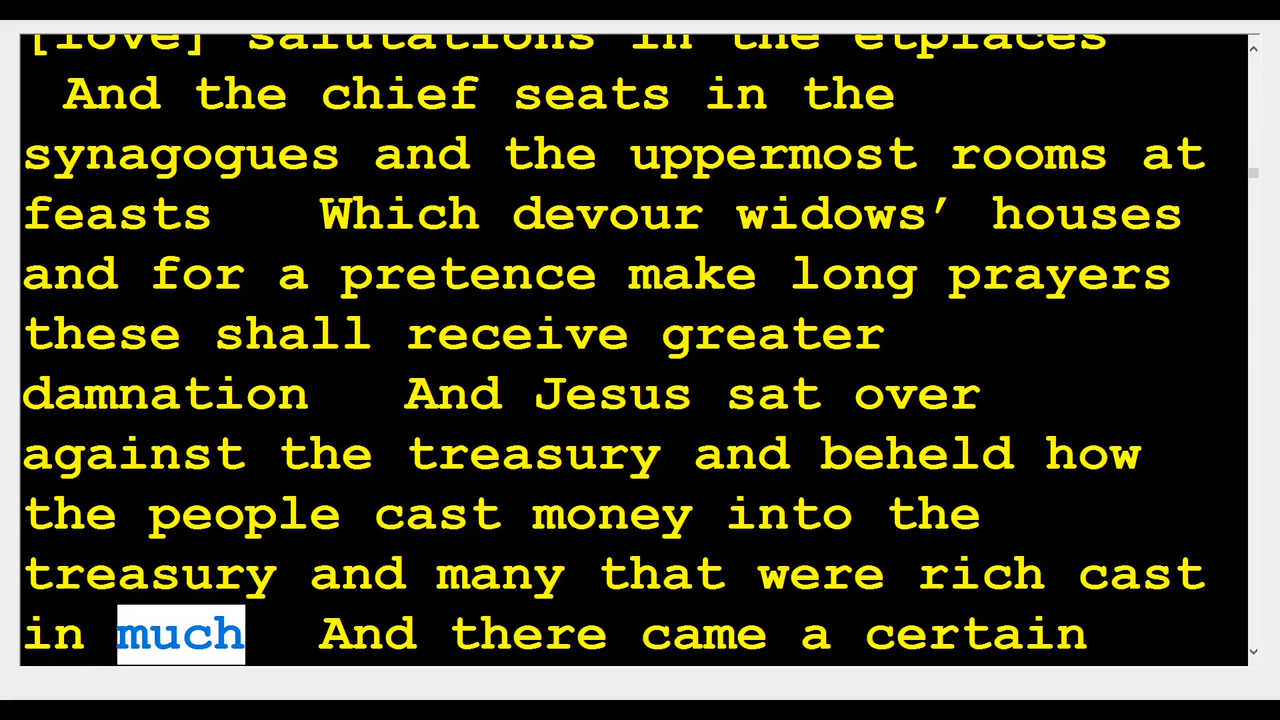 [love] salutations in the etplaces
And the chief seats in the
synagogues and the uppermost rooms at
feasts Which devour widows’ houses
and for a pretence make long prayers
these shall receive greater
damnation And Jesus sat over
against the treasury and beheld how
the people cast money into the
treasury and many that were rich cast
in much And there came a certain